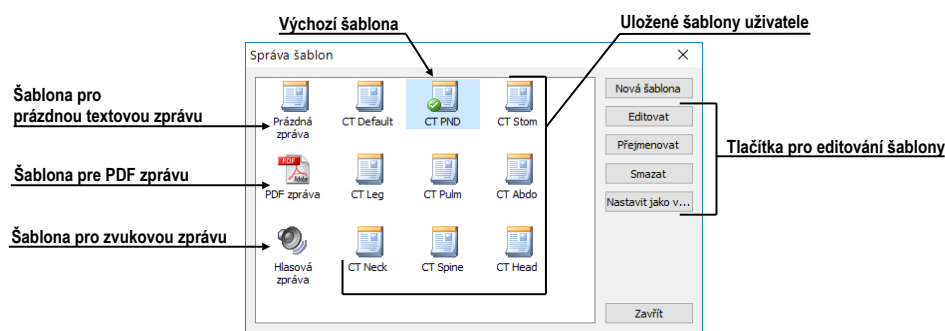 Výchozí šablona
Uložené šablony uživatele
Správa šablon
Šablona pro
prázdnou textovou zprávu
Šablona pre PDF zprávu
Šablona pro zvukovou zprávu
Prázdná
zpráva
CT Default
CT PND
CT Stom
PDF
Adobe
PDF zpráva
CT Leg
CT Pulm
CT Abdo
Hlasová
zpráva
CT Neck
CT Spine
CT Head
Nová šablona
Editovat
Přejmenovat
Smazat
Nastavit jako v...
Zavřít
Tlačítka pro editování šablony